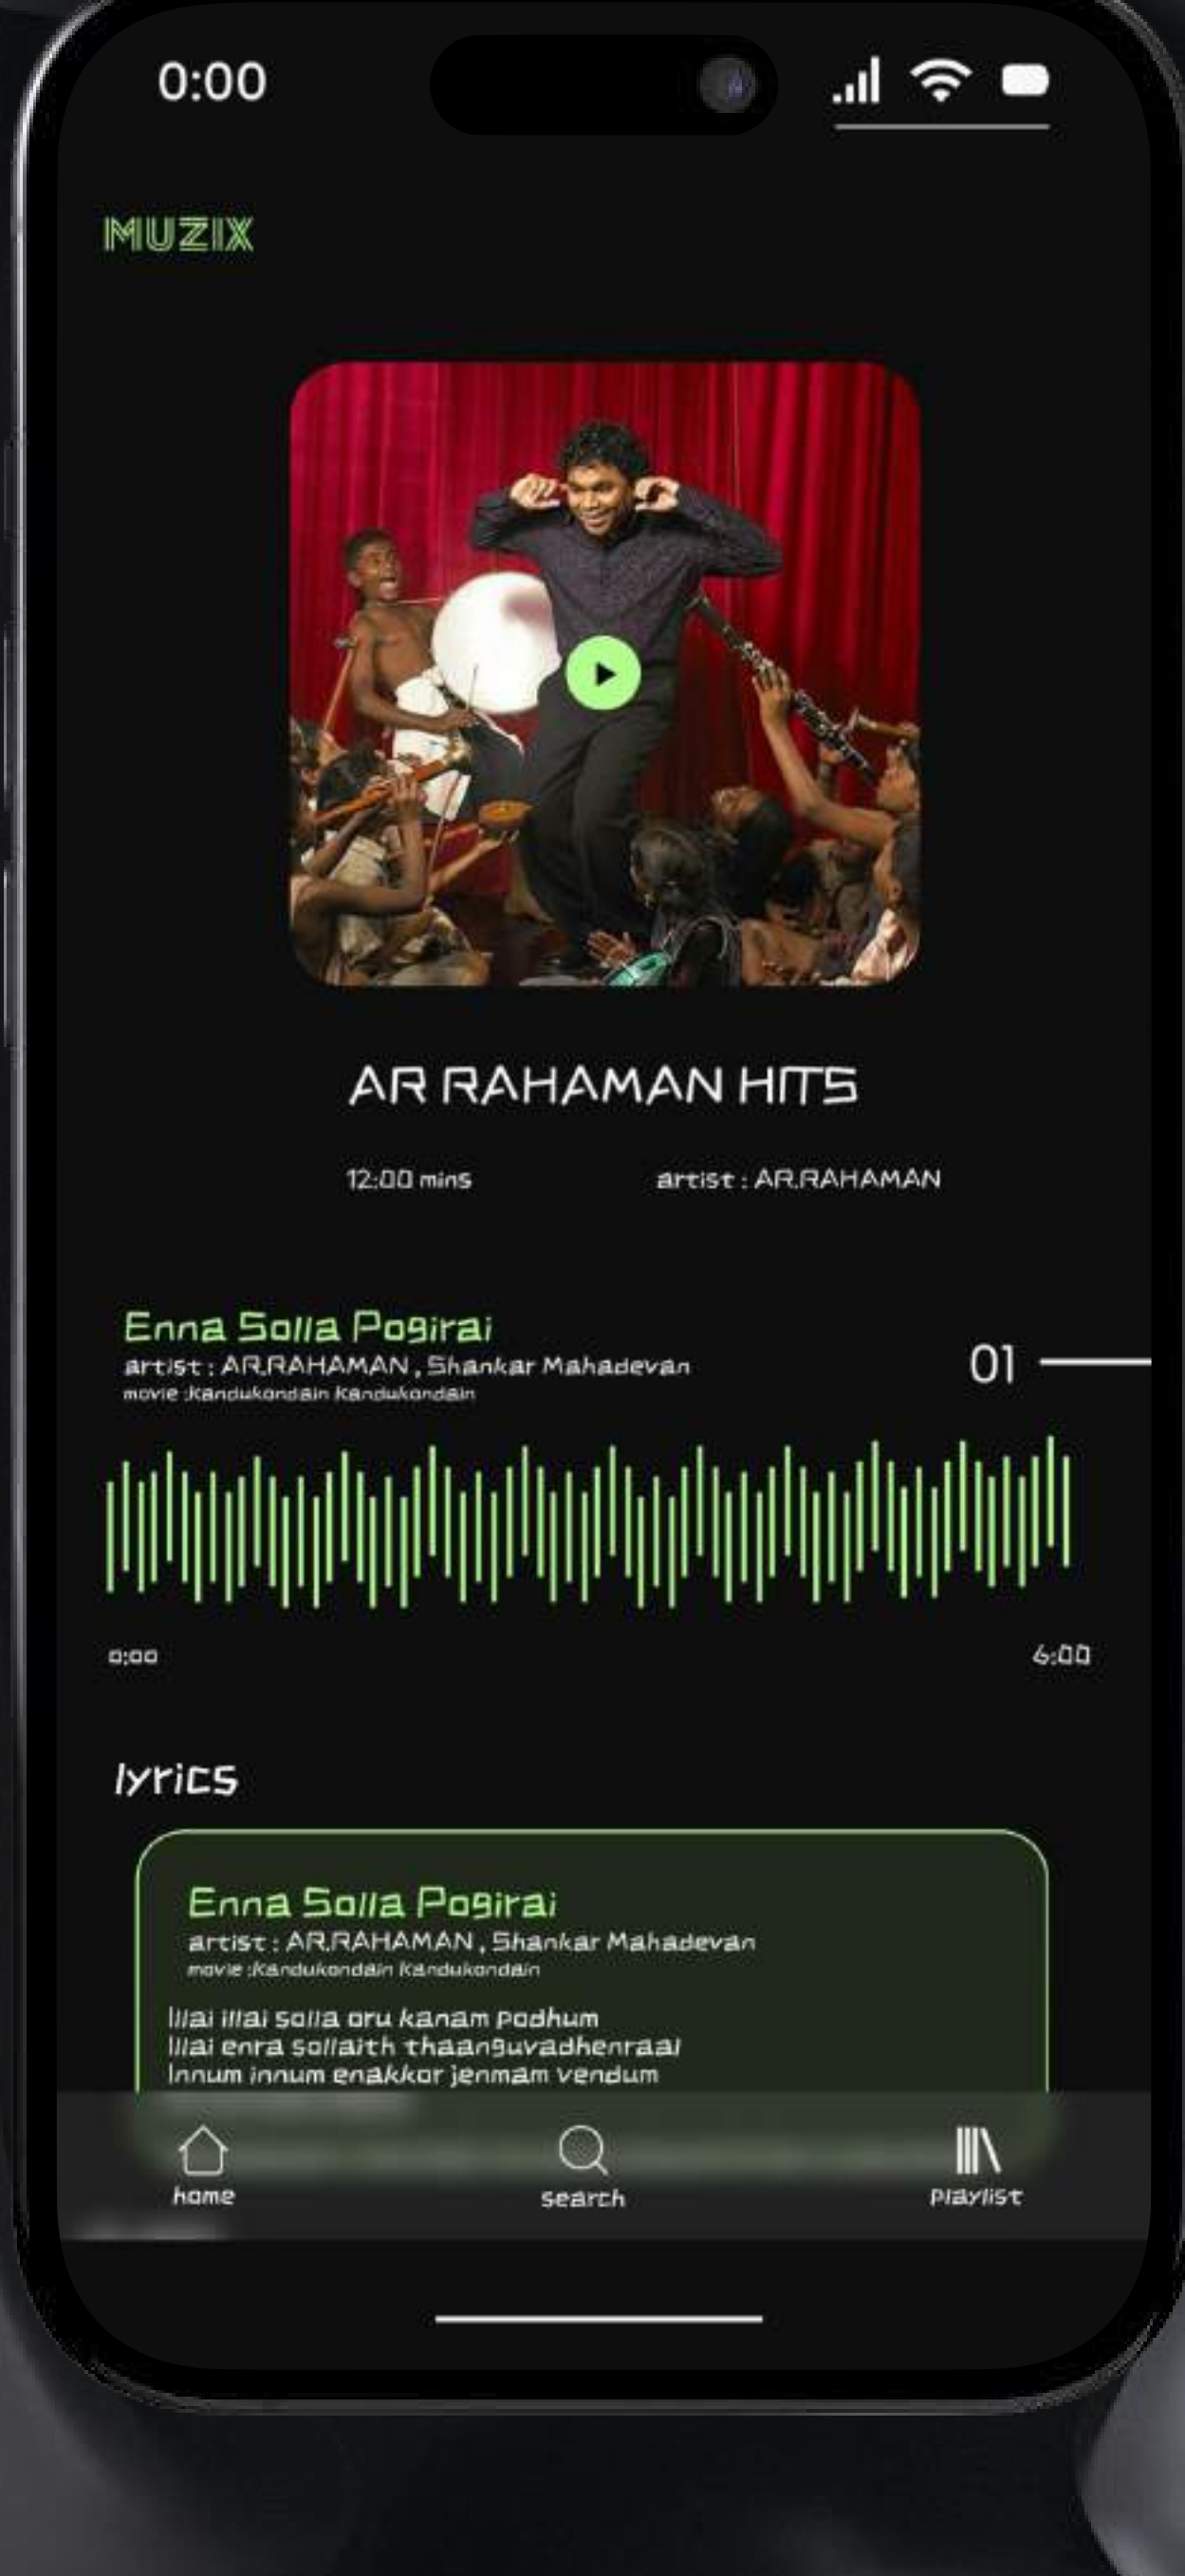 0:00
MUZIX
AR RAHAMAN HITS
12:00 mins artist : AR.RAHAMAN
Enna Solla Pogirai
artist : AR.RAHAMAN , Shankar Mahadevan
movie :Kandukondain Kandukondain
01
0:00 6:00
lyrics
Enna Solla Pogirai
artist : AR.RAHAMAN , Shankar Mahadevan
movie :Kandukondain Kandukondain
Illai illai solla oru kanam podhum
Illai enra sollaith thaanguvadhenraal
Innum innum enakkor jenmam vendum
home search playlist